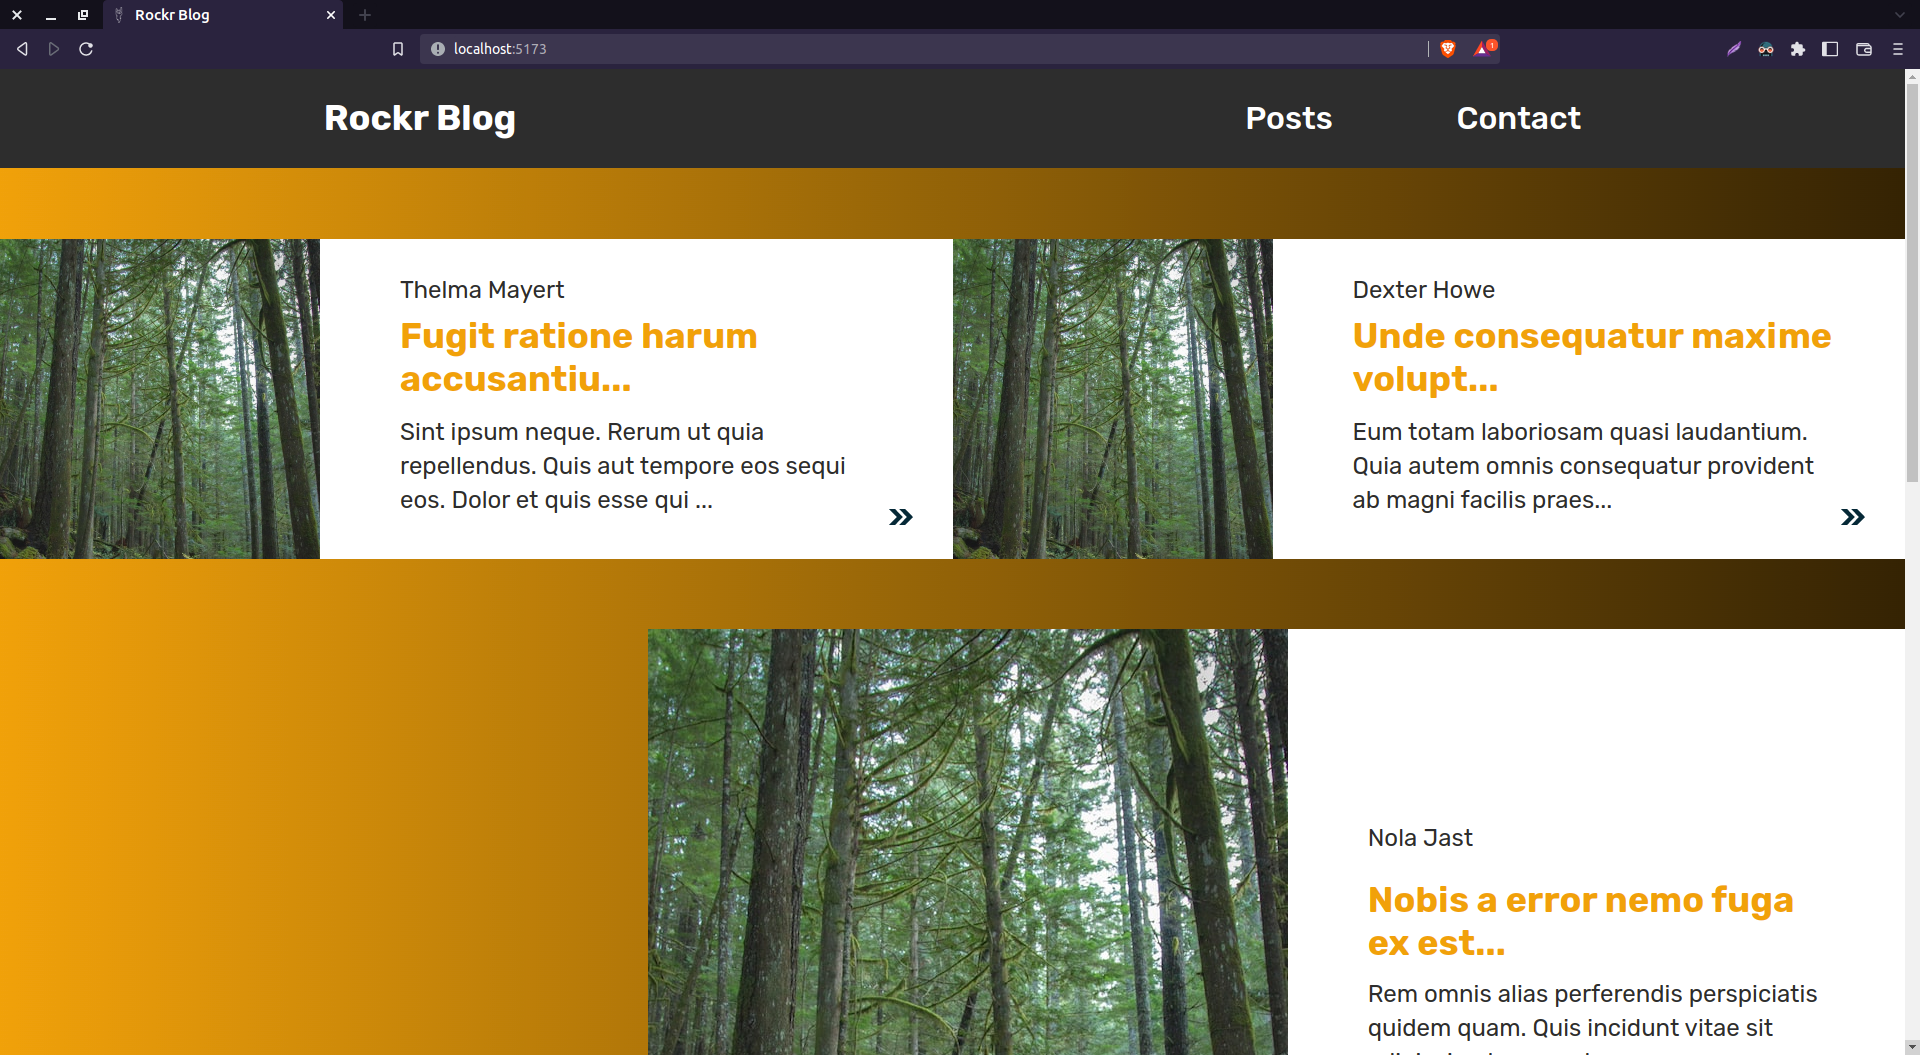 Rockr Blog
localhost:5173
1
Rockr Blog
Posts
Contact
Thelma Mayert
Fugit ratione harum
accusantiu...
Sint ipsum neque. Rerum ut quia
repellendus. Quis aut tempore eos sequi
eos. Dolor et quis esse qui ...
Dexter Howe
Unde consequatur maxime
volupt...
Eum totam laboriosam quasi laudantium.
Quia autem omnis consequatur provident
ab magni facilis praes...
Nola Jast
Nobis a error nemo fuga
ex est...
Rem omnis alias perferendis perspiciatis
quidem quam. Quis incidunt vitae sit